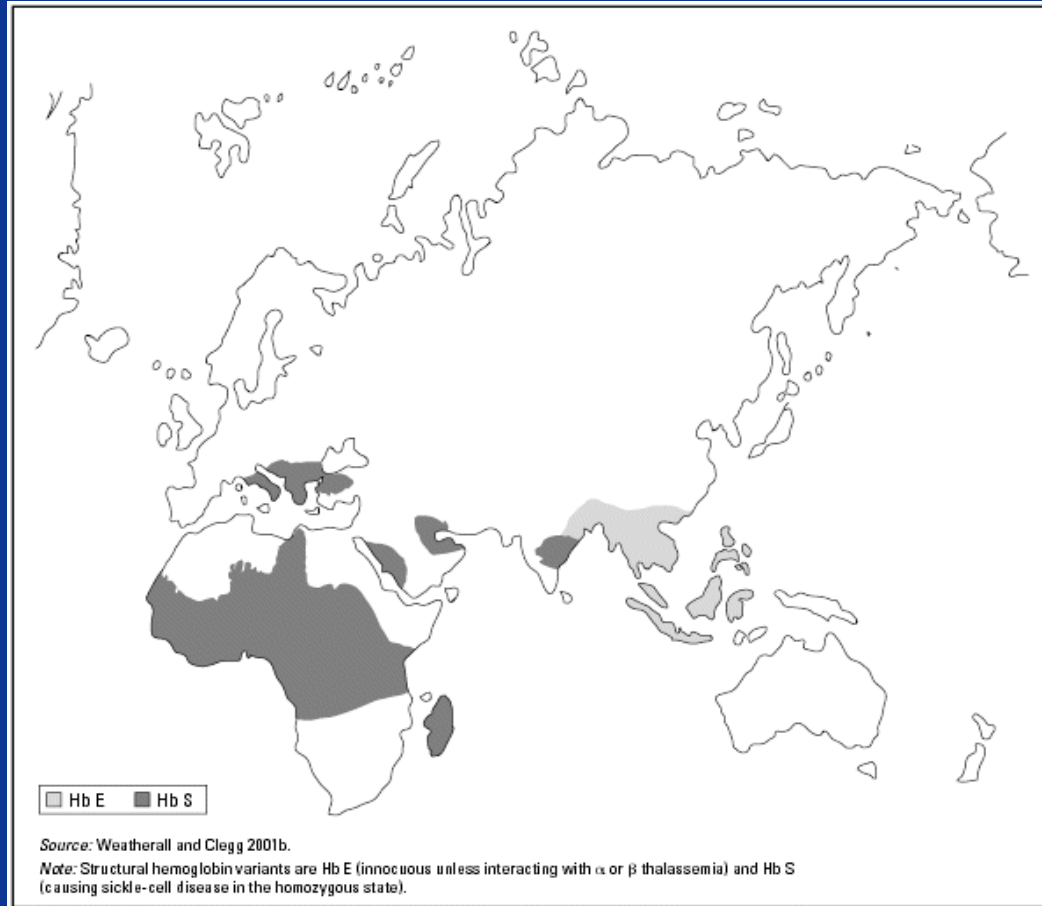 Hb E Hb S
Source: Weatherall and Clegg 2001b.
Note: Structural hemoglobin variants are Hb E (innocuous unless interacting with α or β thalassemia) and Hb S
(causing sickle-cell disease in the homozygous state).